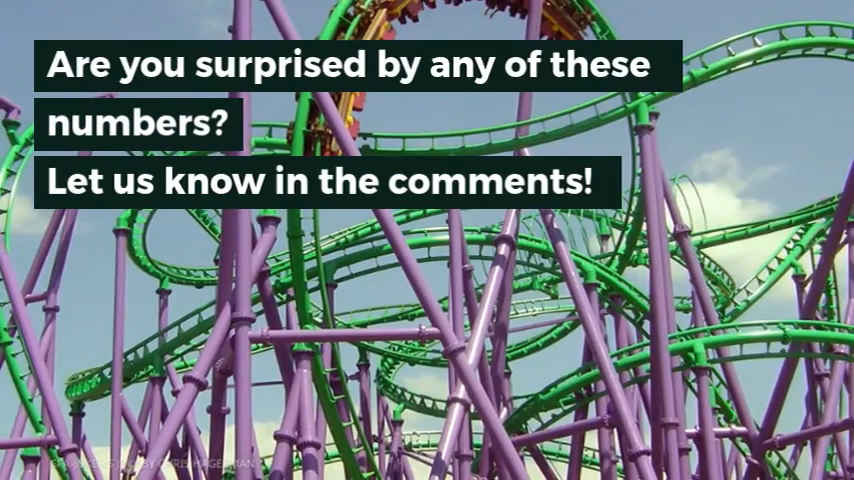 Are you surprised by any of these
numbers?
Let us know in the comments!